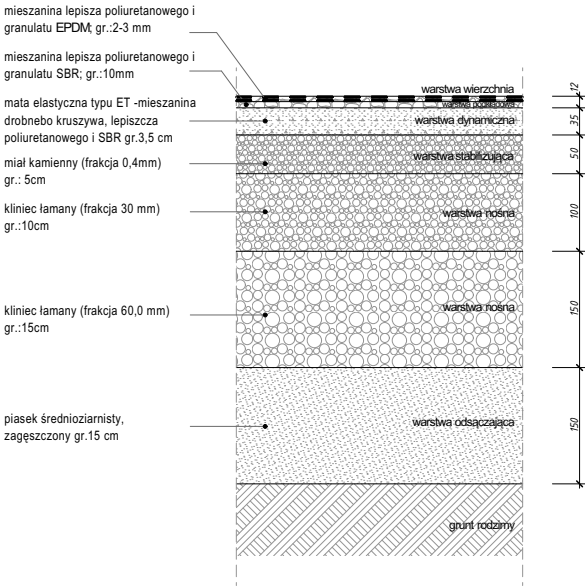 mieszanina lepisza poliuretanowego i
granulatu EPDM; gr.:2-3 mm
mieszanina lepisza poliuretanowego i
granulatu SBR; gr.:10mm
mata elastyczna typu ET -mieszanina
drobnebo kruszywa, lepiszcza
poliuretanowego i SBR gr.3,5 cm
miał kamienny (frakcja 0,4mm)
gr.: 5cm
kliniec łamany (frakcja 30 mm)
gr.:10cm
kliniec łamany (frakcja 60,0 mm)
gr.:15cm
piasek średnioziarnisty,
zagęszczony gr.15 cm
warstwa wierzchnia
warstwa podkładowa
warstwa dynamiczna
warstwa stabilizująca
warstwa nośna
warstwa nośna
warstwa odsączająca
grunt rodzimy
12
35
50
100
150
150